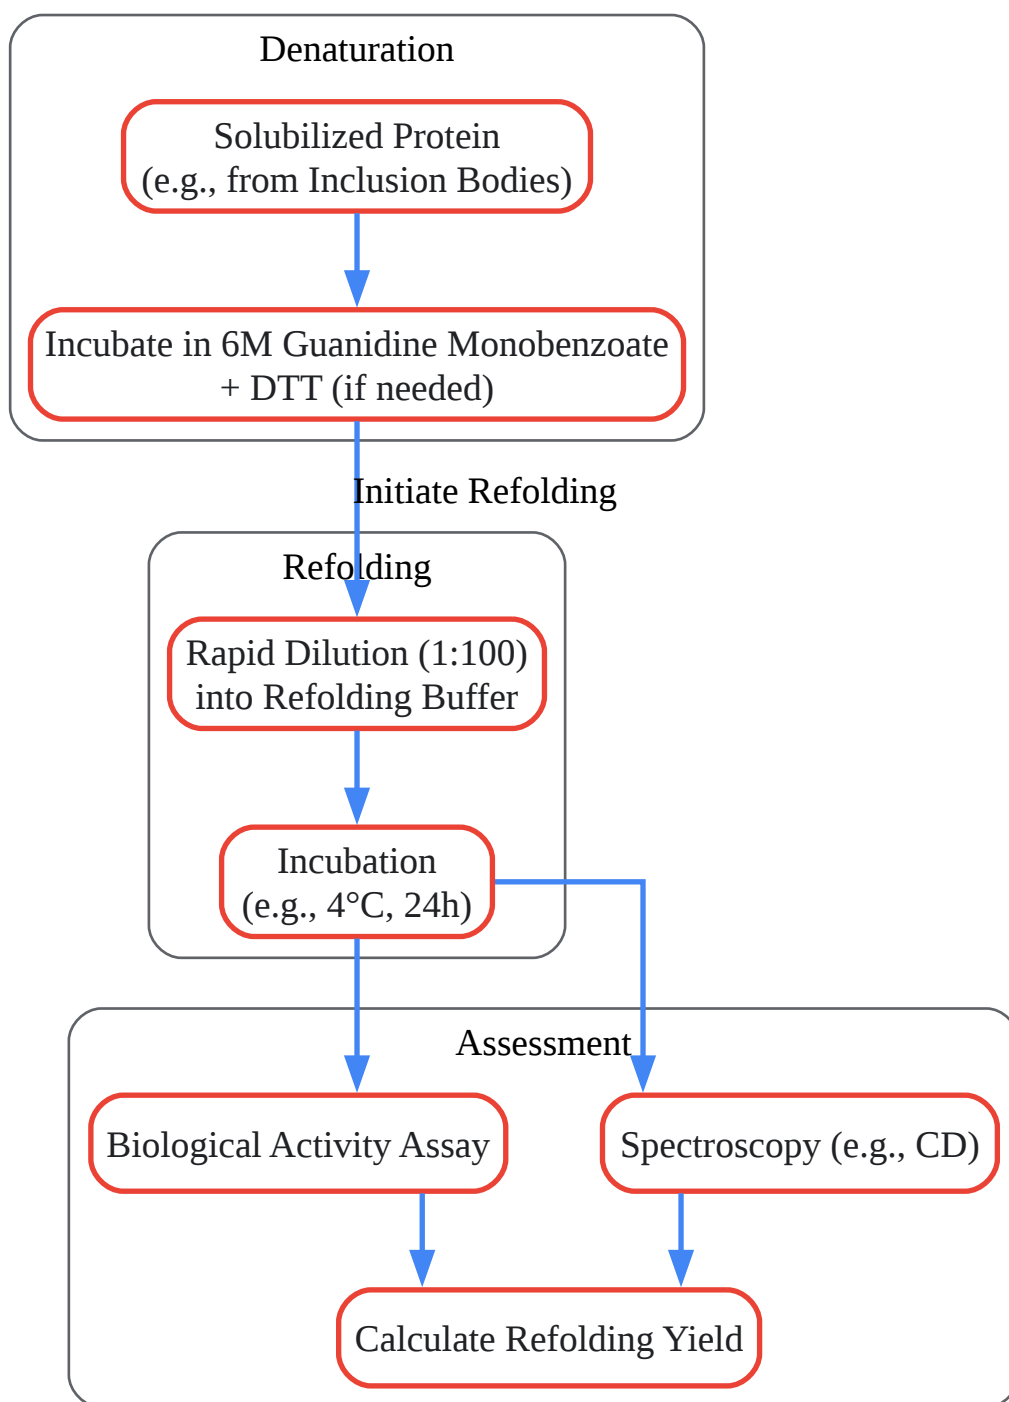 Denaturation
Solubilized Protein
(e.g., from Inclusion Bodies)
Incubate in 6M Guanidine Monobenzoate
+ DTT (if needed)
Initiate Refolding
Refolding
Rapid Dilution (1:100)
into Refolding Buffer
Incubation
(e.g., 4°C, 24h)
Assessment
Biological Activity Assay
Spectroscopy (e.g., CD)
Calculate Refolding Yield